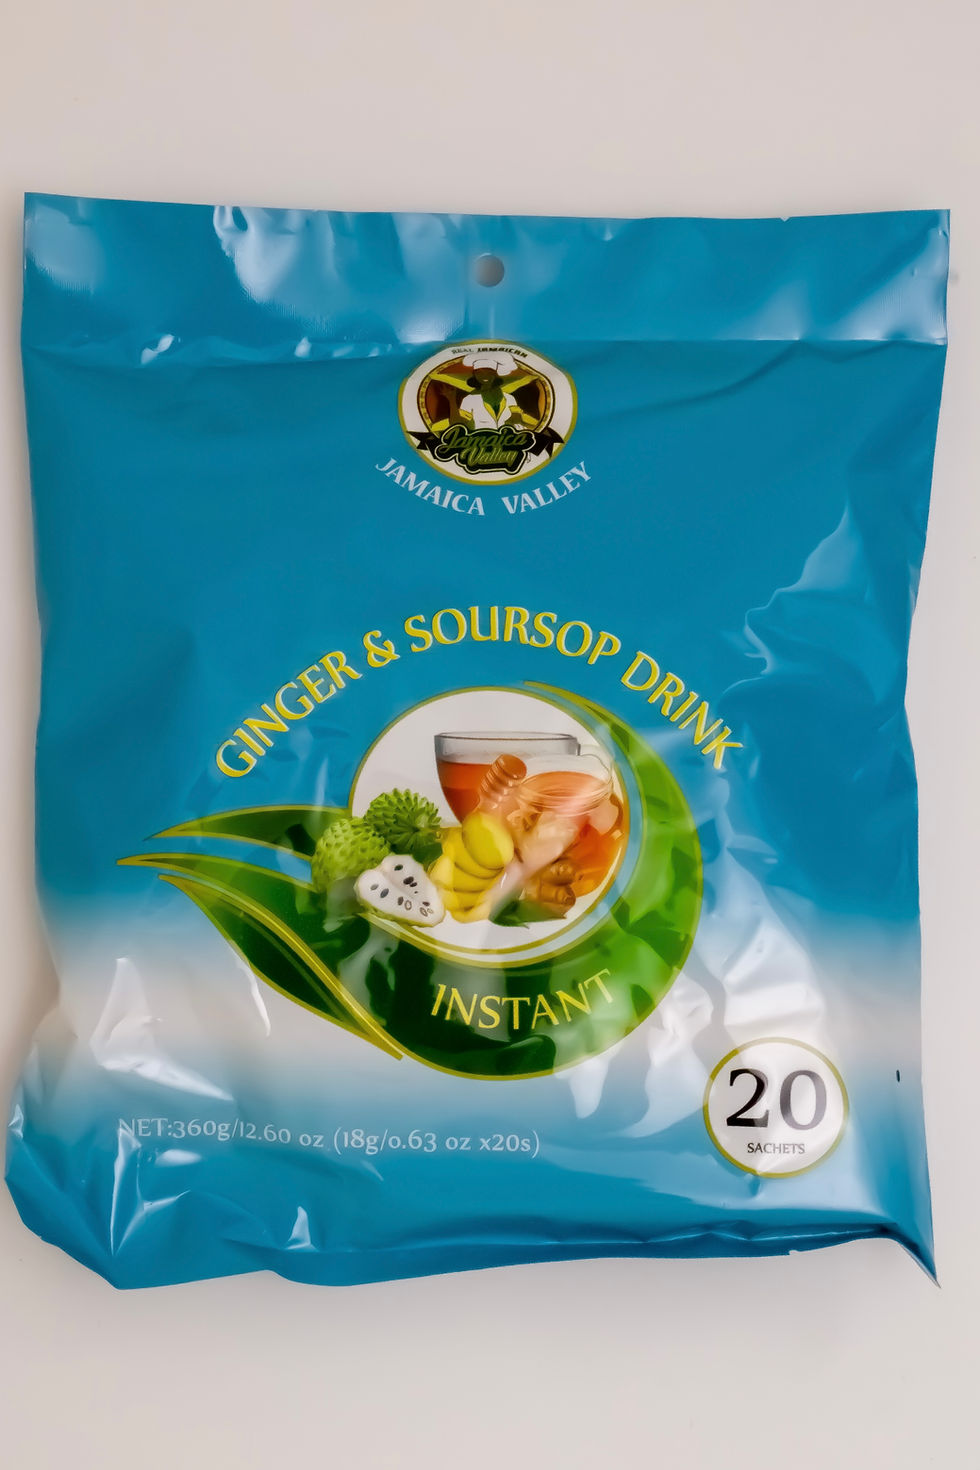 REAL JAMAICAN
Jamaica
Valley
JAMAICA VALLEY
GINGER & SOURSOP DRINK
INSTANT
20
SACHETS
NET:360g/12.60 oz (18g/0.63 oz x20s)